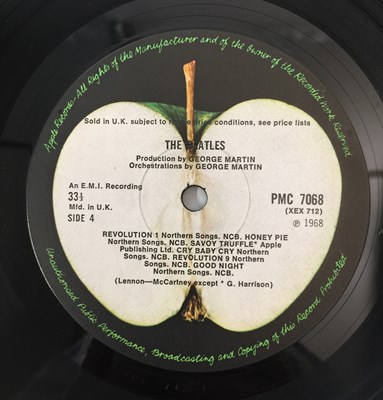 Apple Records—All Rights of the Manufacturer and of the Owner of the Recorded Work Reserved
Sold in U.K. subject to resale price conditions, see price lists
THE BEATLES
Production by GEORGE MARTIN
Orchestrations by GEORGE MARTIN
An E.M.I. Recording
33⅓
Mfd. in U.K.
SIDE 4
PMC 7068
(XEX 712)
℗ 1968
REVOLUTION 1 Northern Songs. NCB. HONEY PIE
Northern Songs. NCB. SAVOY TRUFFLE* Apple
Publishing Ltd. CRY BABY CRY Northern
Songs. NCB. REVOLUTION 9 Northern
Songs. NCB. GOOD NIGHT
Northern Songs. NCB.
(Lennon—McCartney except * G. Harrison)
Unauthorised Public Performance, Broadcasting and Copying of this Record Prohibited